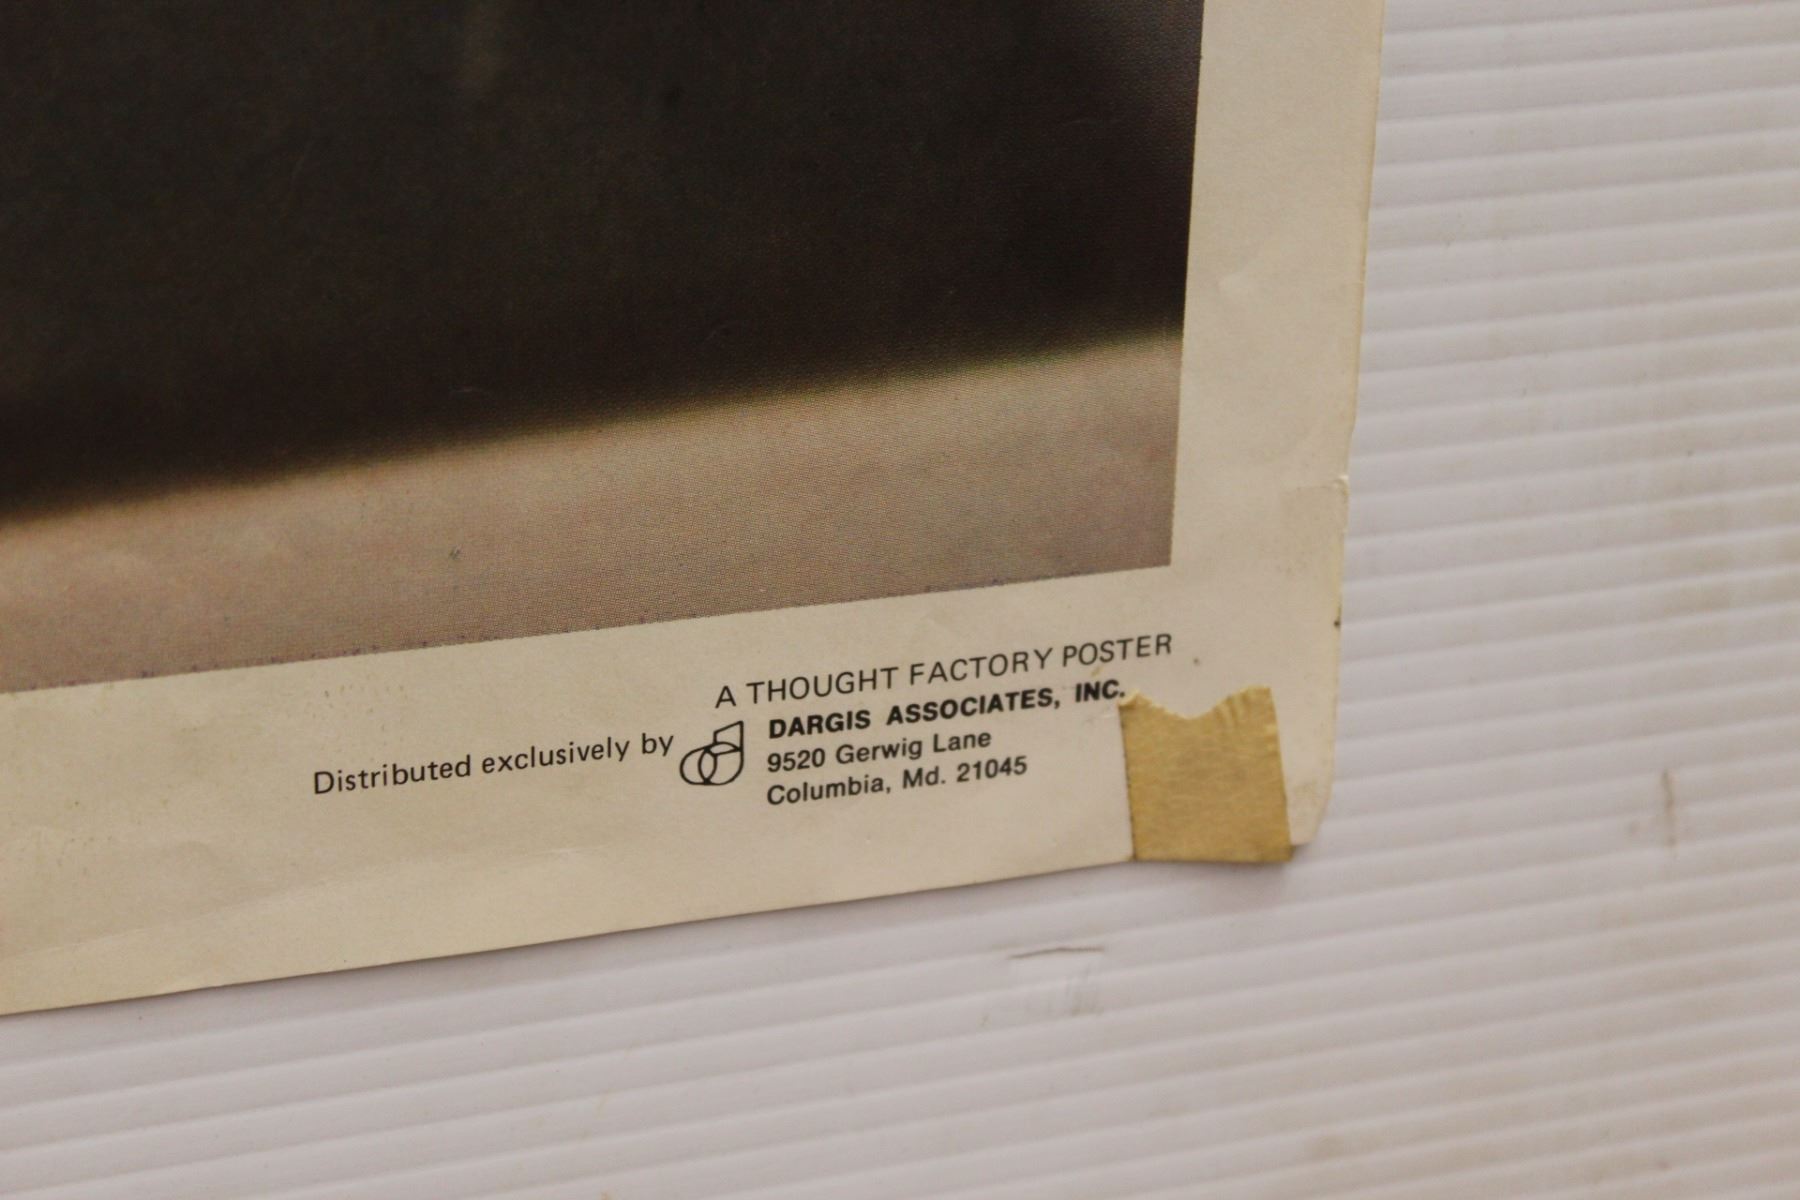 A THOUGHT FACTORY POSTER
Distributed exclusively by
DARGIS ASSOCIATES, INC.
9520 Gerwig Lane
Columbia, Md. 21045